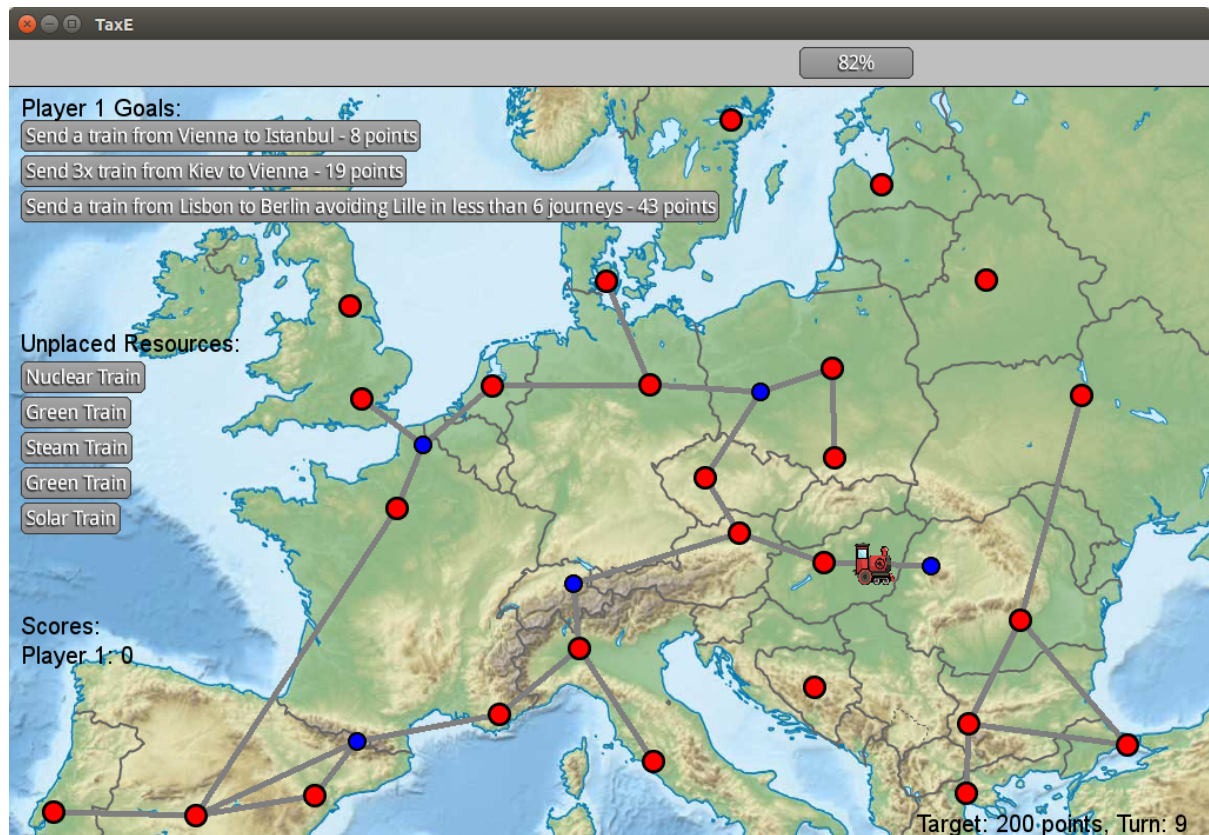 TaxE
82%
Player 1 Goals:
Send a train from Vienna to Istanbul - 8 points
Send 3x train from Kiev to Vienna - 19 points
Send a train from Lisbon to Berlin avoiding Lille in less than 6 journeys - 43 points
Unplaced Resources:
Nuclear Train
Green Train
Steam Train
Green Train
Solar Train
Scores:
Player 1: 0
Target: 200 points, Turn: 9